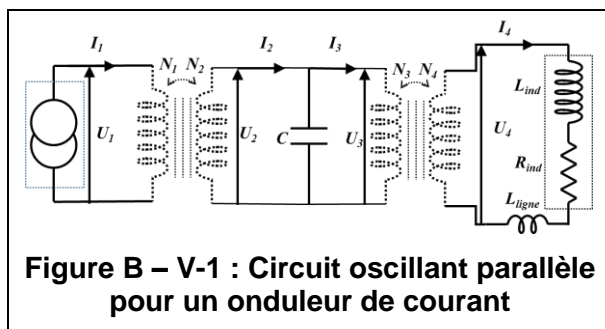 I1 N1 N2 I2 I3 N3 N4 I4
U1 U2 C U3 U4 Lind
Rind
Lligne
Figure B – V-1 : Circuit oscillant parallèle
pour un onduleur de courant